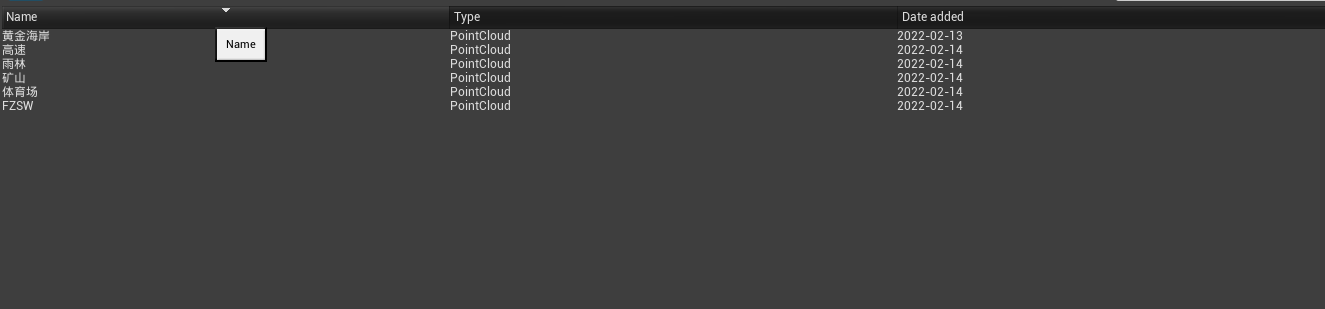 Name Type Date added
黄金海岸 PointCloud 2022-02-13
Name
高速 PointCloud 2022-02-14
雨林 PointCloud 2022-02-14
矿山 PointCloud 2022-02-14
体育场 PointCloud 2022-02-14
FZSW PointCloud 2022-02-14